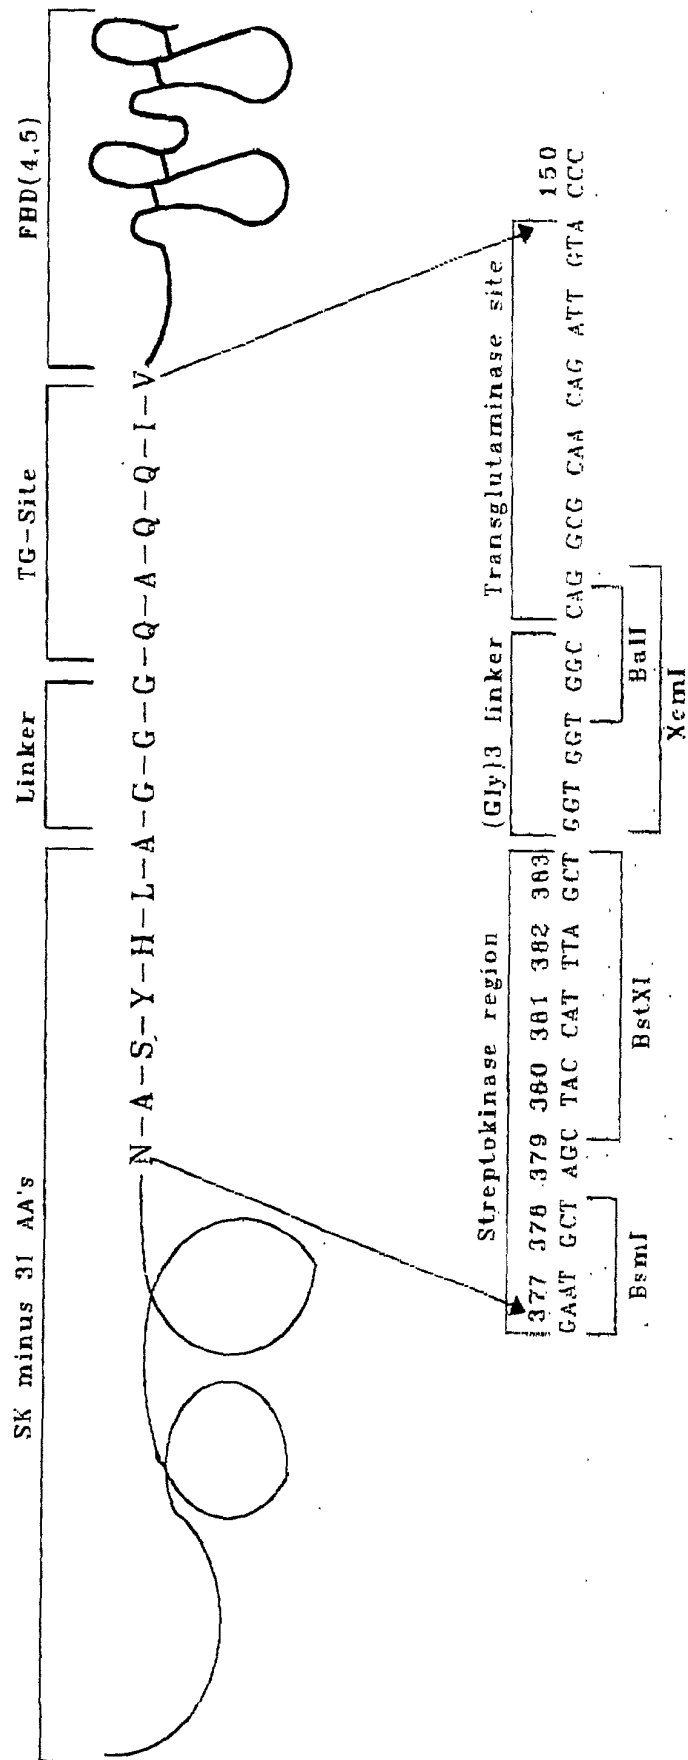 SK minus 31 AA's Linker TG-Site FBD(4,5)
N-A-S-Y-H-L-A-G-G-G-Q-A-Q-Q-I-V
Streptokinase region (Gly)3 linker Transglutaminase site
377 378 379 380 381 382 383 150
GAAT GCT AGC TAC CAT TTA GCT GGT GGT GGC CAG GCG CAA CAG ATT GTA CCC
BsmI BstXI BalI
XcmI